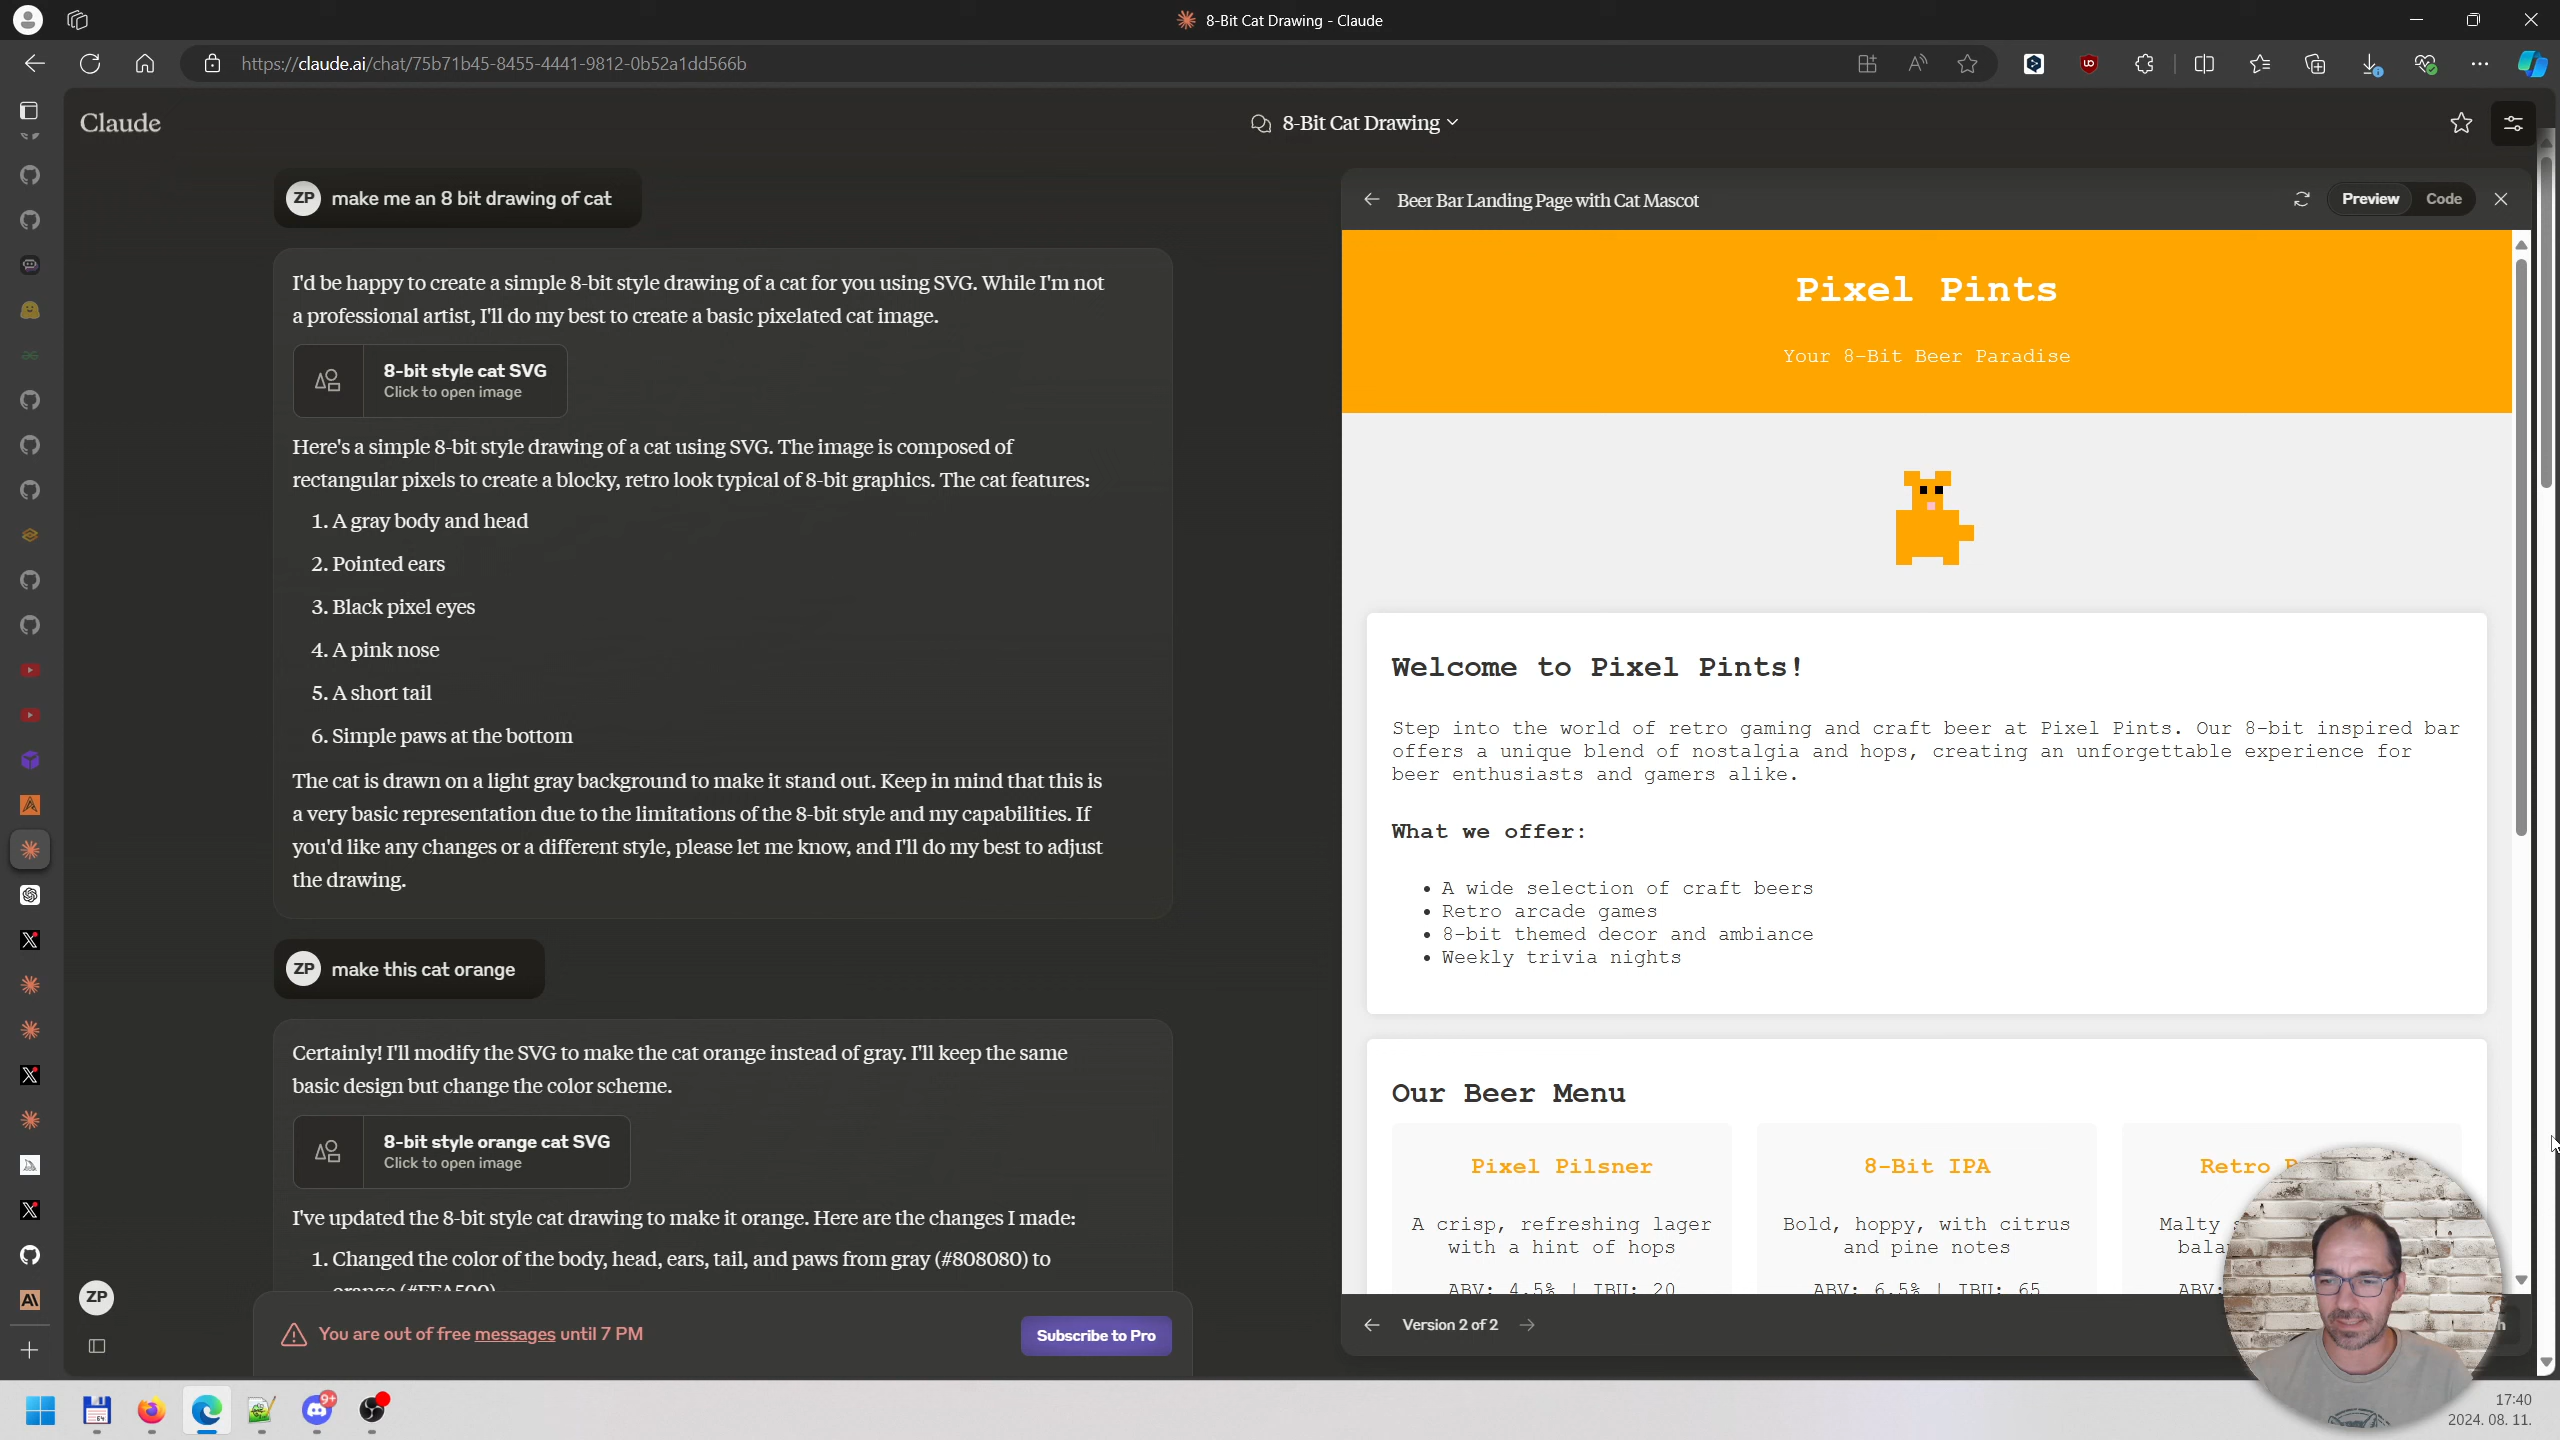 8-Bit Cat Drawing - Claude
https://claude.ai/chat/75b71b45-8455-4441-9812-0b52a1dd566b
Claude
8-Bit Cat Drawing
ZP make me an 8 bit drawing of cat
I'd be happy to create a simple 8-bit style drawing of a cat for you using SVG. While I'm not
a professional artist, I'll do my best to create a basic pixelated cat image.
8-bit style cat SVG
Click to open image
Here's a simple 8-bit style drawing of a cat using SVG. The image is composed of
rectangular pixels to create a blocky, retro look typical of 8-bit graphics. The cat features:
1. A gray body and head
2. Pointed ears
3. Black pixel eyes
4. A pink nose
5. A short tail
6. Simple paws at the bottom
The cat is drawn on a light gray background to make it stand out. Keep in mind that this is
a very basic representation due to the limitations of the 8-bit style and my capabilities. If
you'd like any changes or a different style, please let me know, and I'll do my best to adjust
the drawing.
ZP make this cat orange
Certainly! I'll modify the SVG to make the cat orange instead of gray. I'll keep the same
basic design but change the color scheme.
8-bit style orange cat SVG
Click to open image
I've updated the 8-bit style cat drawing to make it orange. Here are the changes I made:
1. Changed the color of the body, head, ears, tail, and paws from gray (#808080) to
orange (#FFA500)
ZP
You are out of free messages until 7 PM
Subscribe to Pro
Beer Bar Landing Page with Cat Mascot
Preview Code
Pixel Pints
Your 8-Bit Beer Paradise
Welcome to Pixel Pints!
Step into the world of retro gaming and craft beer at Pixel Pints. Our 8-bit inspired bar
offers a unique blend of nostalgia and hops, creating an unforgettable experience for
beer enthusiasts and gamers alike.
What we offer:
• A wide selection of craft beers
• Retro arcade games
• 8-bit themed decor and ambiance
• Weekly trivia nights
Our Beer Menu
Pixel Pilsner
A crisp, refreshing lager
with a hint of hops
ABV: 4.5% | IBU: 20
8-Bit IPA
Bold, hoppy, with citrus
and pine notes
ABV: 6.5% | IBU: 65
Retro
Malty
ABV:
Version 2 of 2
9+
17:40
2024. 08. 11.